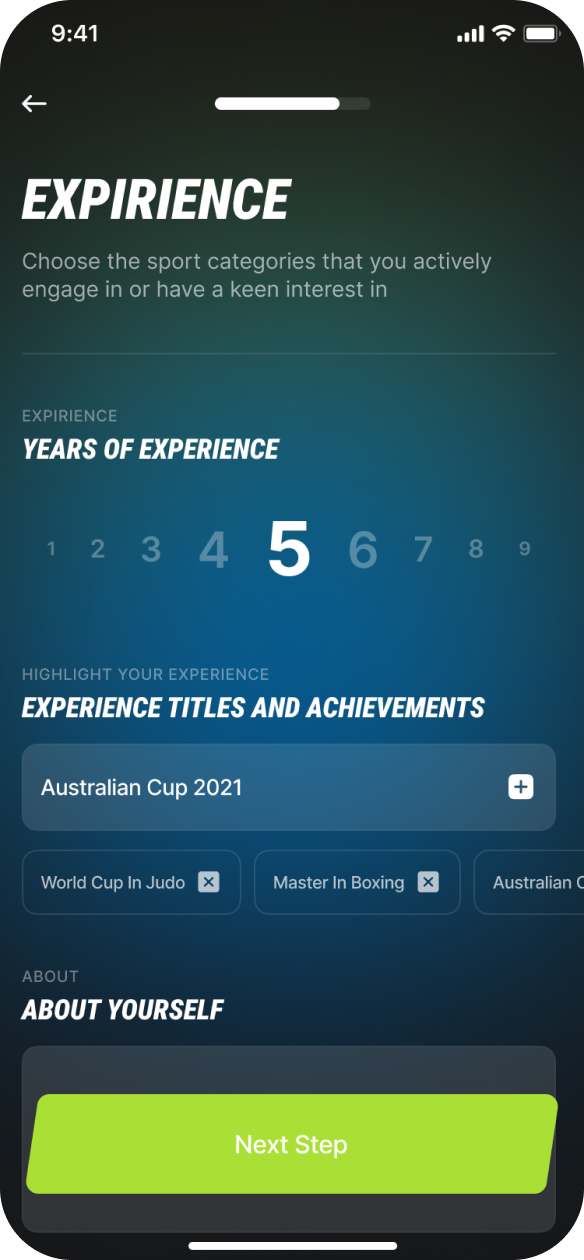 9:41
EXPIRIENCE
Choose the sport categories that you actively
engage in or have a keen interest in
EXPIRIENCE
YEARS OF EXPERIENCE
1 2 3 4 5 6 7 8 9
HIGHLIGHT YOUR EXPERIENCE
EXPERIENCE TITLES AND ACHIEVEMENTS
Australian Cup 2021
World Cup In Judo Master In Boxing Australian
ABOUT
ABOUT YOURSELF
Next Step